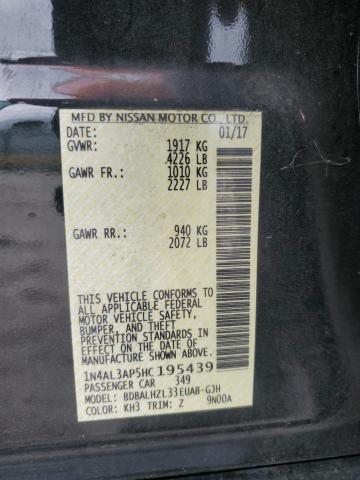 MFD BY NISSAN MOTOR CO., LTD.
DATE: 01/17
GVWR: 1917 KG
4226 LB
GAWR FR.: 1010 KG
2227 LB
GAWR RR.: 940 KG
2072 LB
THIS VEHICLE CONFORMS TO
ALL APPLICABLE FEDERAL
MOTOR VEHICLE SAFETY,
BUMPER, AND THEFT
PREVENTION STANDARDS IN
EFFECT ON THE DATE OF
MANUFACTURE SHOWN ABOVE.
1N4AL3AP5HC195439
PASSENGER CAR 349
MODEL: BDBALHZL33EUAB-GJH
COLOR: KH3 TRIM: Z 9N00A